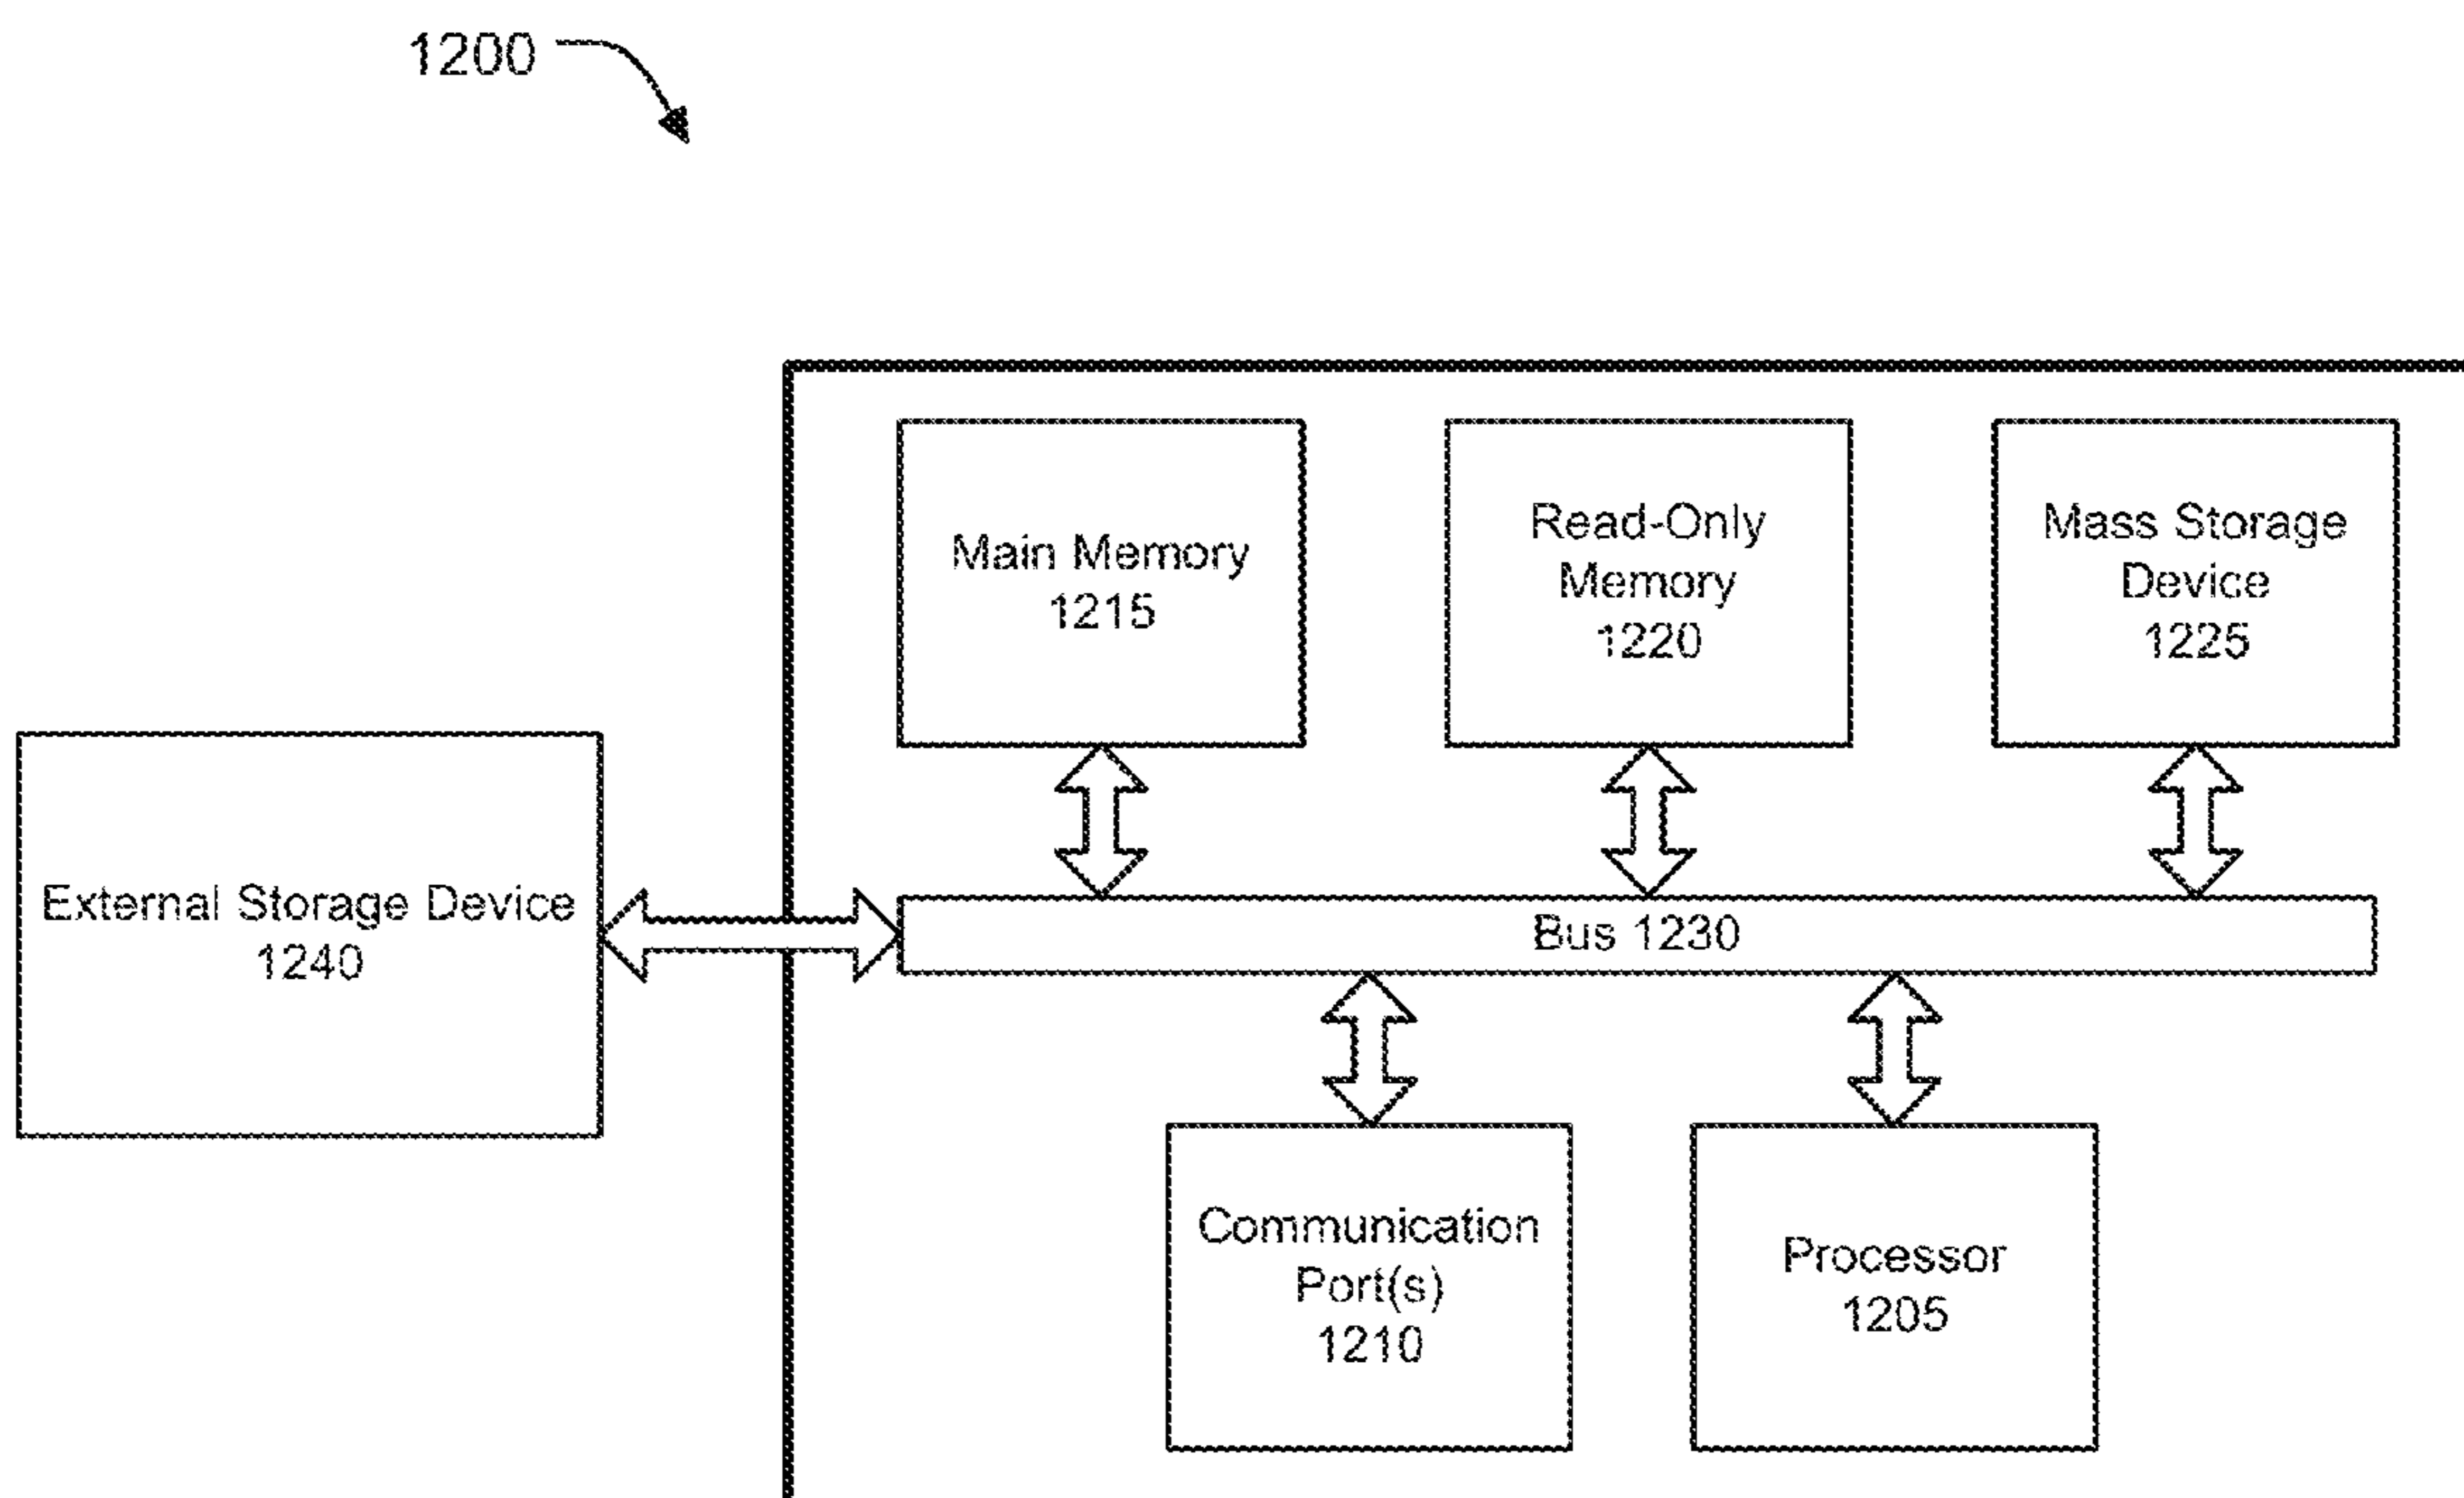 1200
Main Memory
1215
Read-Only
Memory
1220
Mass Storage
Device
1225
External Storage Device
1240
Bus 1230
Communication
Port(s)
1210
Processor
1205